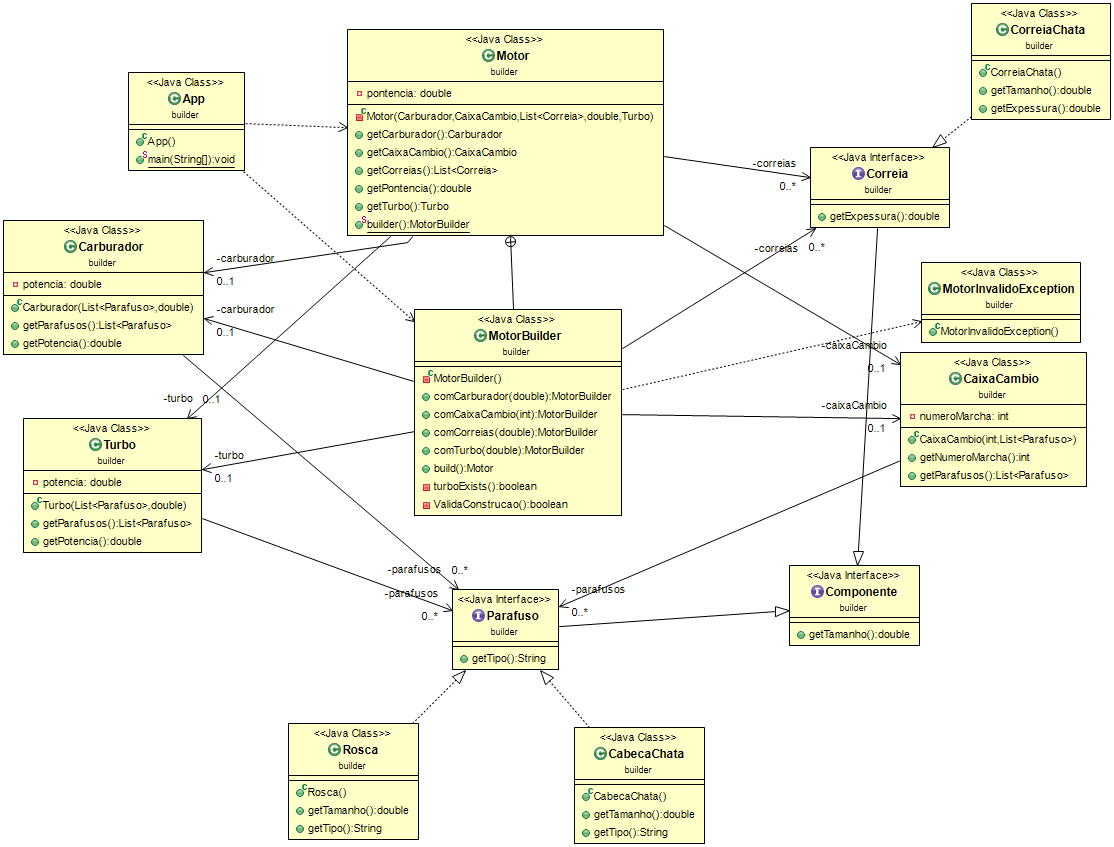 <<Java Class>>
CorreiaChata
builder
CorreiaChata()
getTamanho():double
getExpessura():double
<<Java Class>>
Motor
builder
pontencia: double
Motor(Carburador,CaixaCambio,List<Correia>,double,Turbo)
getCarburador():Carburador
getCaixaCambio():CaixaCambio
getCorreias():List<Correia>
getPontencia():double
getTurbo():Turbo
builder():MotorBuilder
<<Java Class>>
App
builder
App()
main(String[]):void
-correias
0..*
<<Java Interface>>
Correia
builder
getExpessura():double
<<Java Class>>
Carburador
builder
potencia: double
Carburador(List<Parafuso>,double)
getParafusos():List<Parafuso>
getPotencia():double
-carburador
0..1
-carburador
0..1
-correias
0..*
<<Java Class>>
MotorInvalidoException
builder
MotorInvalidoException()
<<Java Class>>
MotorBuilder
builder
MotorBuilder()
comCarburador(double):MotorBuilder
comCaixaCambio(int):MotorBuilder
comCorreias(double):MotorBuilder
comTurbo(double):MotorBuilder
build():Motor
turboExists():boolean
ValidaConstrucao():boolean
-caixaCambio
0..1
-caixaCambio
0..1
<<Java Class>>
CaixaCambio
builder
numeroMarcha: int
CaixaCambio(int,List<Parafuso>)
getNumeroMarcha():int
getParafusos():List<Parafuso>
-turbo
0..1
-turbo
0..1
<<Java Class>>
Turbo
builder
potencia: double
Turbo(List<Parafuso>,double)
getParafusos():List<Parafuso>
getPotencia():double
-parafusos
0..*
-parafusos
0..*
-parafusos
0..*
<<Java Interface>>
Parafuso
builder
getTipo():String
<<Java Interface>>
Componente
builder
getTamanho():double
<<Java Class>>
Rosca
builder
Rosca()
getTamanho():double
getTipo():String
<<Java Class>>
CabecaChata
builder
CabecaChata()
getTamanho():double
getTipo():String